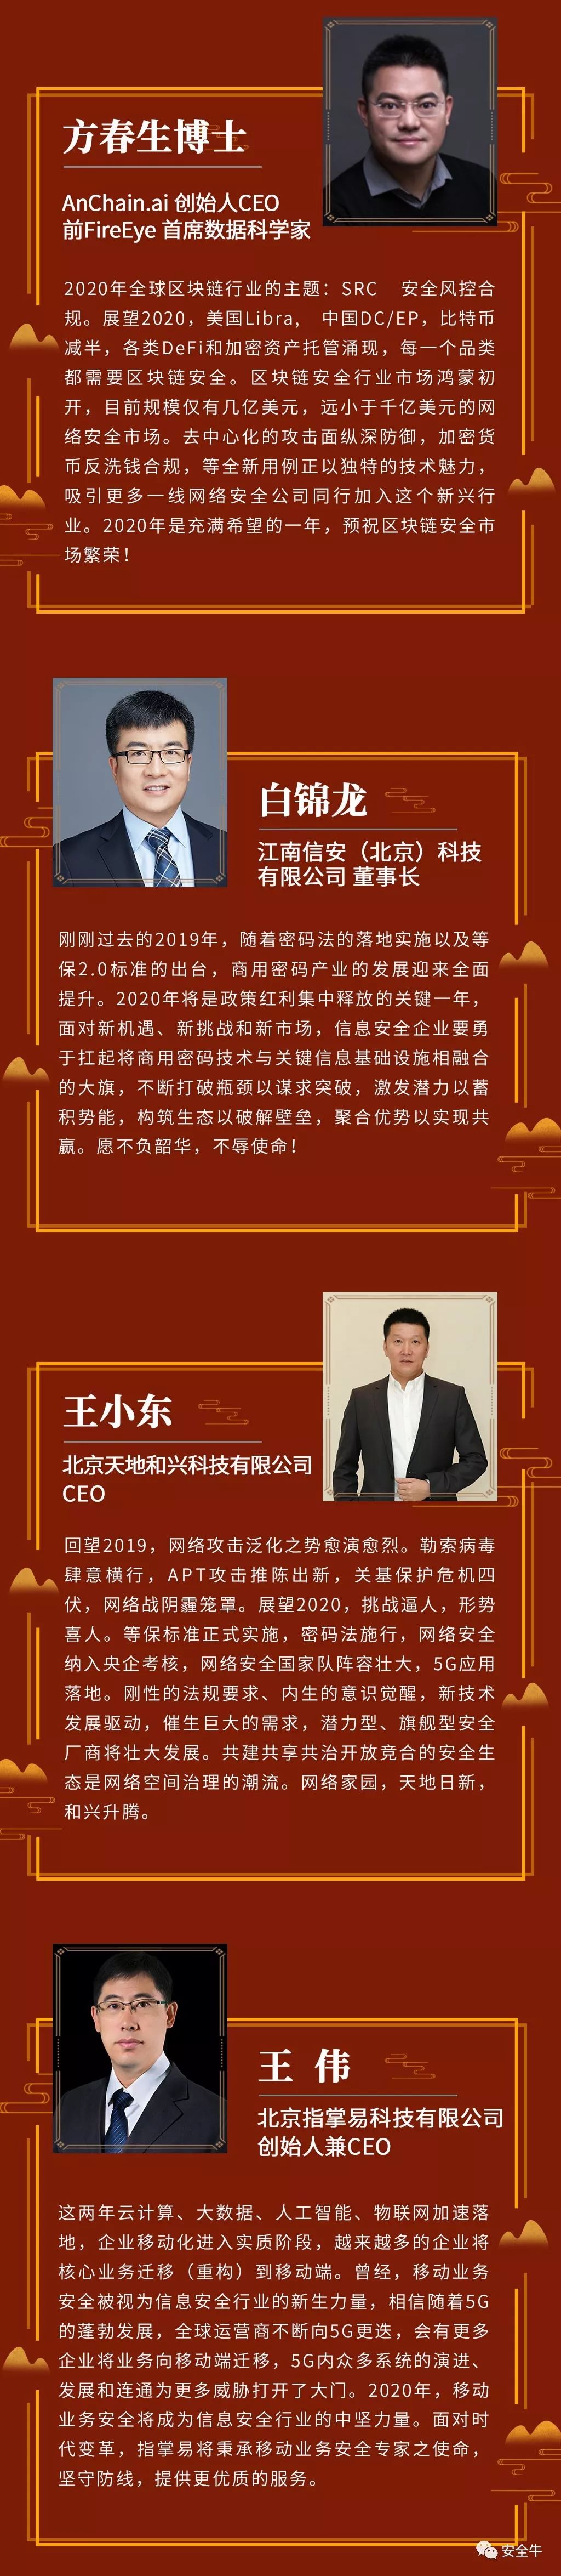 方春生博士
AnChain.ai 创始人CEO
前FireEye 首席数据科学家
2020年全球区块链行业的主题：SRC 安全风控合
规。展望2020，美国Libra, 中国DC/EP，比特币
减半，各类DeFi和加密资产托管涌现，每一个品类
都需要区块链安全。区块链安全行业市场鸿蒙初
开，目前规模仅有几亿美元，远小于千亿美元的网
络安全市场。去中心化的攻击面纵深防御，加密货
币反洗钱合规，等全新用例正以独特的技术魅力，
吸引更多一线网络安全公司同行加入这个新兴行
业。2020年是充满希望的一年，预祝区块链安全市
场繁荣！
白锦龙
江南信安（北京）科技
有限公司 董事长
刚刚过去的2019年，随着密码法的落地实施以及等
保2.0标准的出台，商用密码产业的发展迎来全面
提升。2020年将是政策红利集中释放的关键一年，
面对新机遇、新挑战和新市场，信息安全企业要勇
于扛起将商用密码技术与关键信息基础设施相融合
的大旗，不断打破瓶颈以谋求突破，激发潜力以蓄
积势能，构筑生态以破解壁垒，聚合优势以实现共
赢。愿不负韶华，不辱使命！
王小东
北京天地和兴科技有限公司
CEO
回望2019，网络攻击泛化之势愈演愈烈。勒索病毒
肆意横行，APT攻击推陈出新，关基保护危机四
伏，网络战阴霾笼罩。展望2020，挑战逼人，形势
喜人。等保标准正式实施，密码法施行，网络安全
纳入央企考核，网络安全国家队阵容壮大，5G应用
落地。刚性的法规要求、内生的意识觉醒，新技术
发展驱动，催生巨大的需求，潜力型、旗舰型安全
厂商将壮大发展。共建共享共治开放竞合的安全生
态是网络空间治理的潮流。网络家园，天地日新，
和兴升腾。
王 伟
北京指掌易科技有限公司
创始人兼CEO
这两年云计算、大数据、人工智能、物联网加速落
地，企业移动化进入实质阶段，越来越多的企业将
核心业务迁移（重构）到移动端。曾经，移动业务
安全被视为信息安全行业的新生力量，相信随着5G
的蓬勃发展，全球运营商不断向5G更迭，会有更多
企业将业务向移动端迁移，5G内众多系统的演进、
发展和连通为更多威胁打开了大门。2020年，移动
业务安全将成为信息安全行业的中坚力量。面对时
代变革，指掌易将秉承移动业务安全专家之使命，
坚守防线，提供更优质的服务。
安全牛